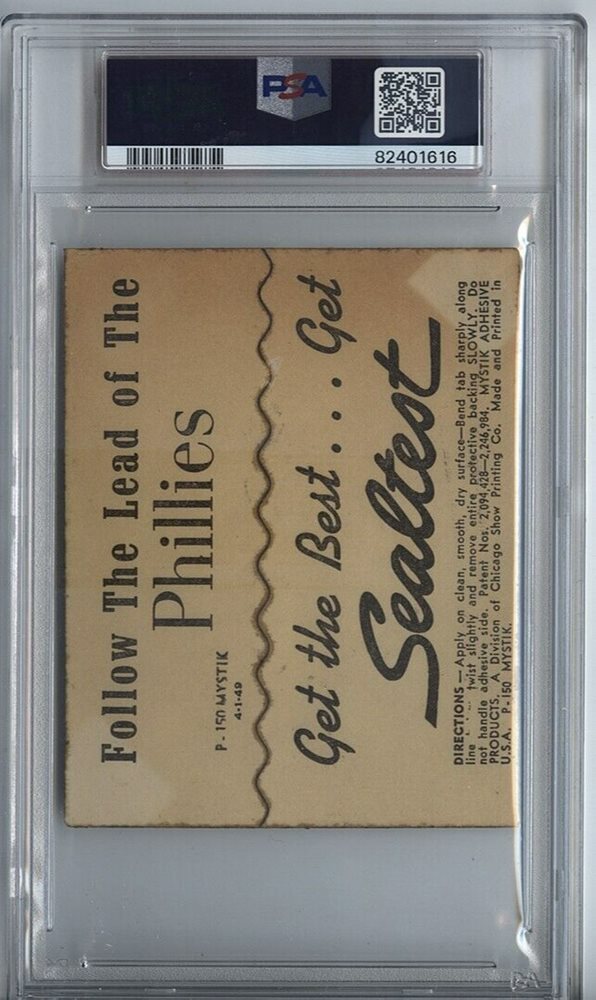 PSA
82401616
Follow The Lead of The
Phillies
P-150 MYSTIK
4-1-49
Get the Best.... Get
Sealtest
DIRECTIONS—Apply on clean, smooth, dry surface—Bend tab sharply along
line twist slightly and remove entire protective backing SLOWLY. Do
not handle adhesive side. Patent Nos. 2,094,428—2,246,984. MYSTIK ADHESIVE
PRODUCTS, A Division of Chicago Show Printing Co. Made and Printed in
U.S.A. P-150 MYSTIK.